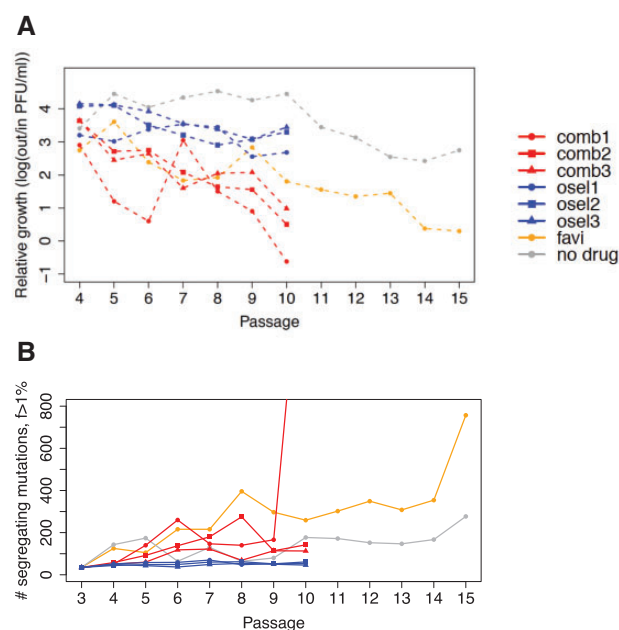 A
Relative growth (log(out/in PFU/ml))
4
3
2
1
0
−1
4 5 6 7 8 9 10 11 12 13 14 15
Passage
comb1
comb2
comb3
osel1
osel2
osel3
favi
no drug
B
# segregating mutations, f>1%
800
600
400
200
0
3 4 5 6 7 8 9 10 11 12 13 14 15
Passage